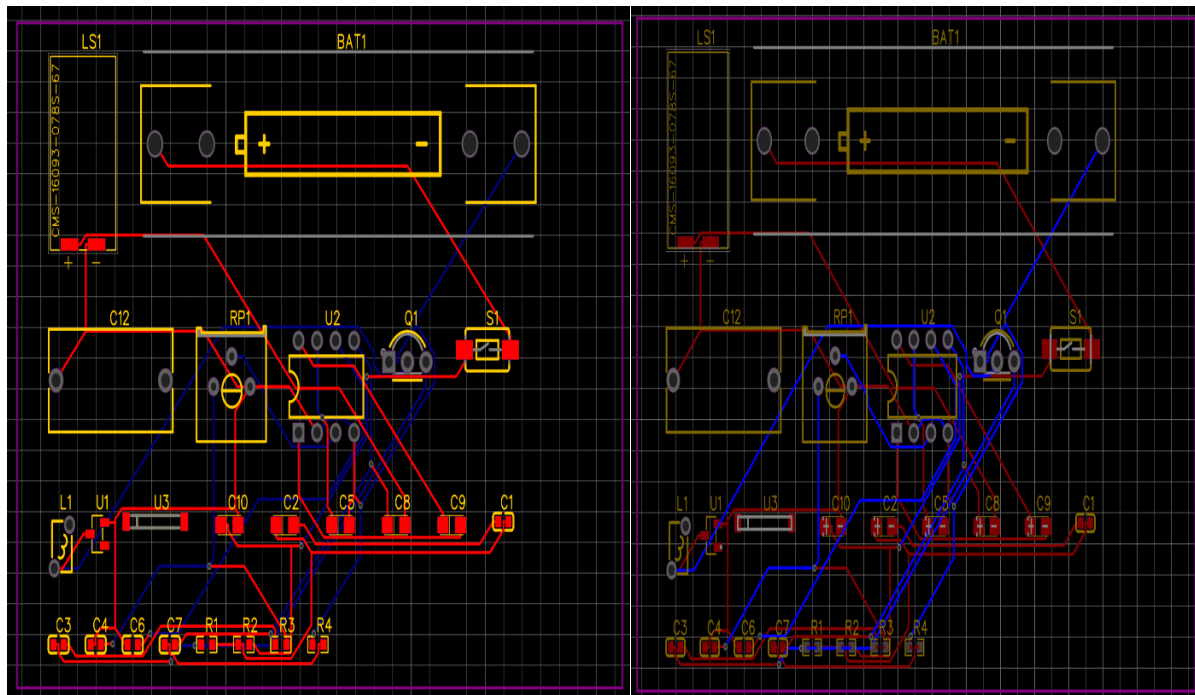 LS1
BAT1
CMS-16093-078S-67
+
-
+ -
C12
RP1
U2
Q1
S1
L1
U1
U3
C10
C2
C5
C8
C9
C1
C3
C4
C6
C7
R1
R2
R3
R4
LS1
BAT1
CMS-16093-078S-67
+
-
+ -
C12
RP1
U2
Q1
S1
L1
U1
U3
C10
C2
C5
C8
C9
C1
C3
C4
C6
C7
R1
R2
R3
R4